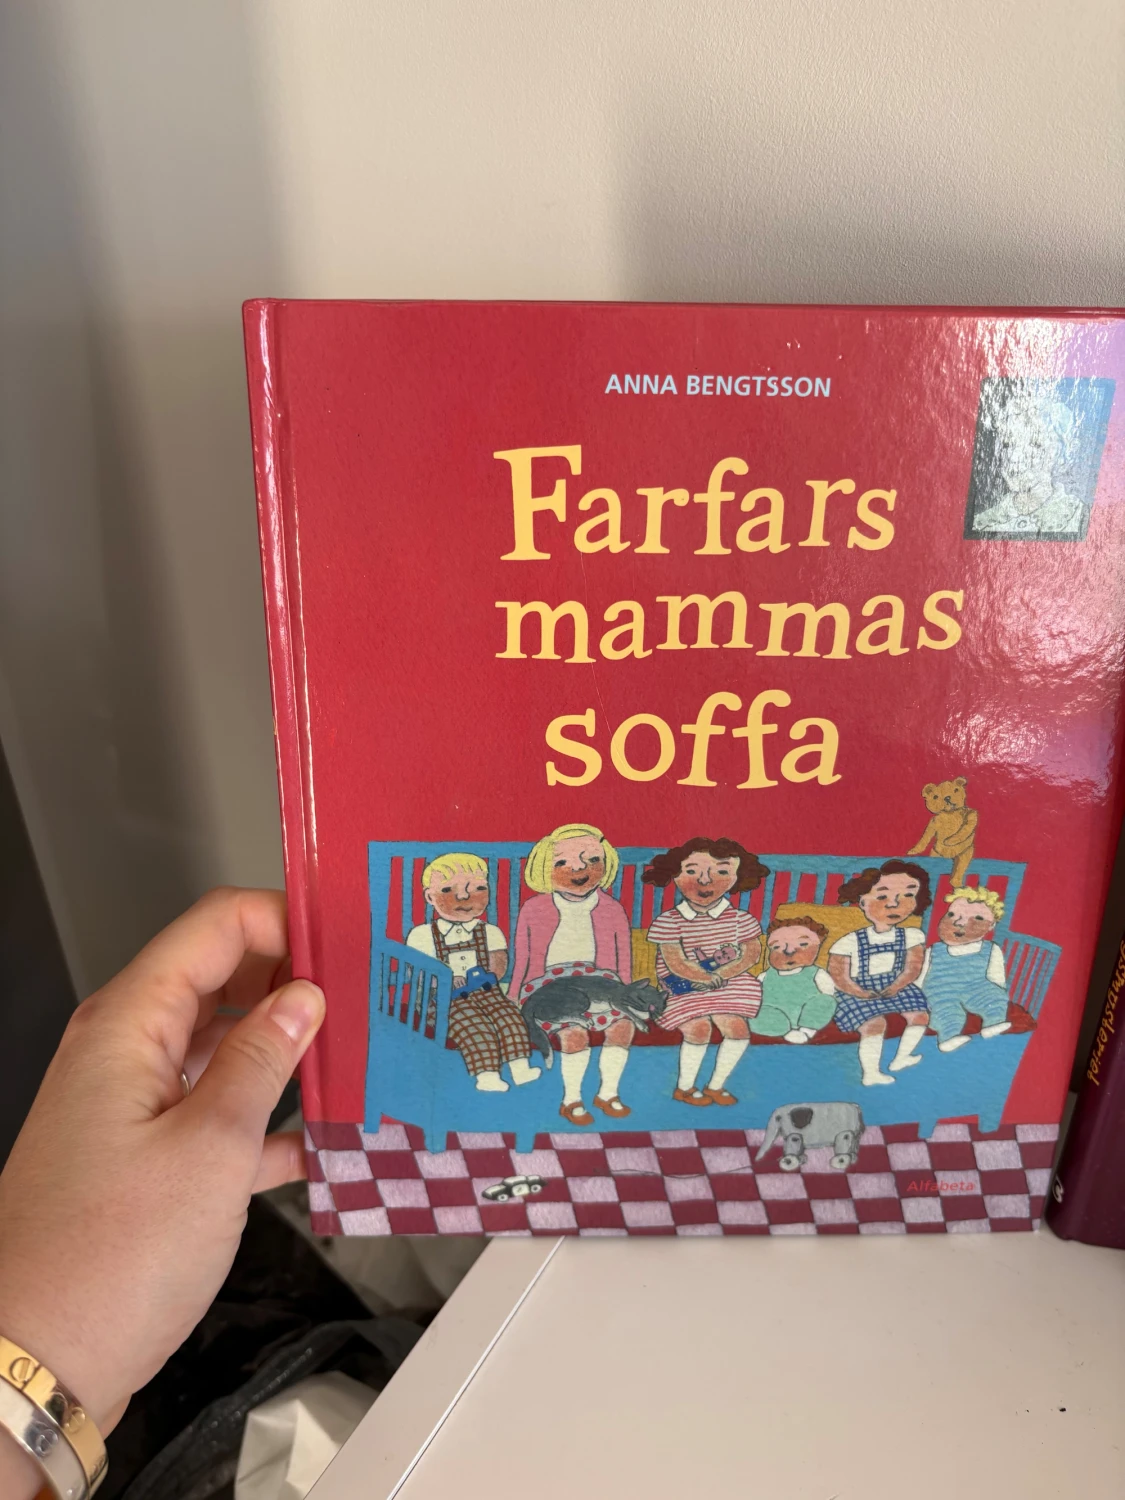 ANNA BENGTSSON
Farfars
mammas
soffa
Alfabeta